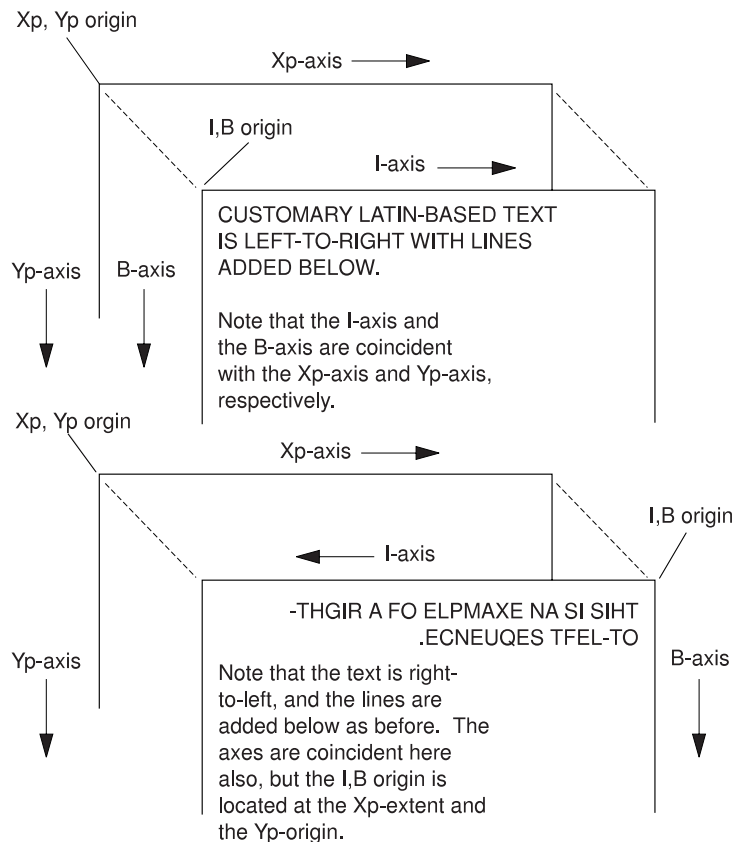 Xp, Yp origin
Xp-axis
I,B origin
I-axis
CUSTOMARY LATIN-BASED TEXT
IS LEFT-TO-RIGHT WITH LINES
ADDED BELOW.
Yp-axis
B-axis
Note that the I-axis and
the B-axis are coincident
with the Xp-axis and Yp-axis,
respectively.
Xp, Yp orgin
Xp-axis
I,B origin
I-axis
-THGIR A FO ELPMAXE NA SI SIHT
.ECNEUQES TFEL-OT
Yp-axis
B-axis
Note that the text is right-
to-left, and the lines are
added below as before. The
axes are coincident here
also, but the I,B origin is
located at the Xp-extent and
the Yp-origin.